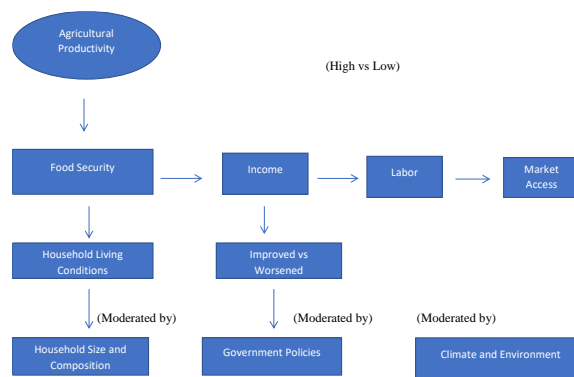 Agricultural
Productivity
(High vs Low)
Food Security
Income
Labor
Market
Access
Household Living
Conditions
Improved vs
Worsened
(Moderated by)
(Moderated by)
(Moderated by)
Household Size and
Composition
Government Policies
Climate and Environment